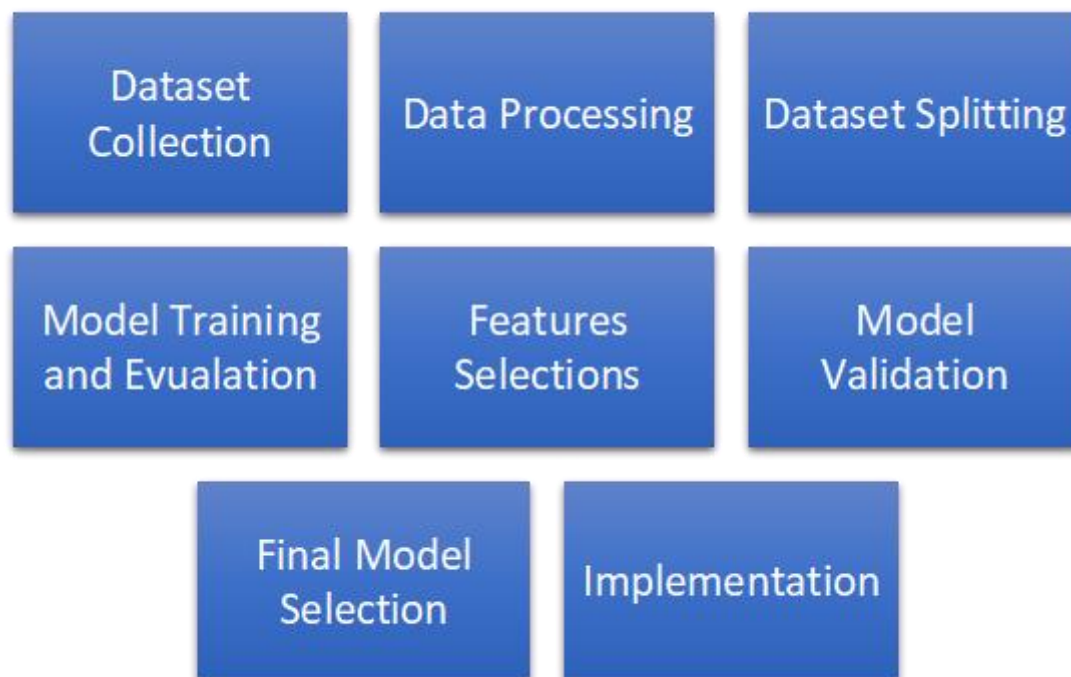 Dataset
Collection
Data Processing
Dataset Splitting
Model Training
and Evualation
Features
Selections
Model
Validation
Final Model
Selection
Implementation